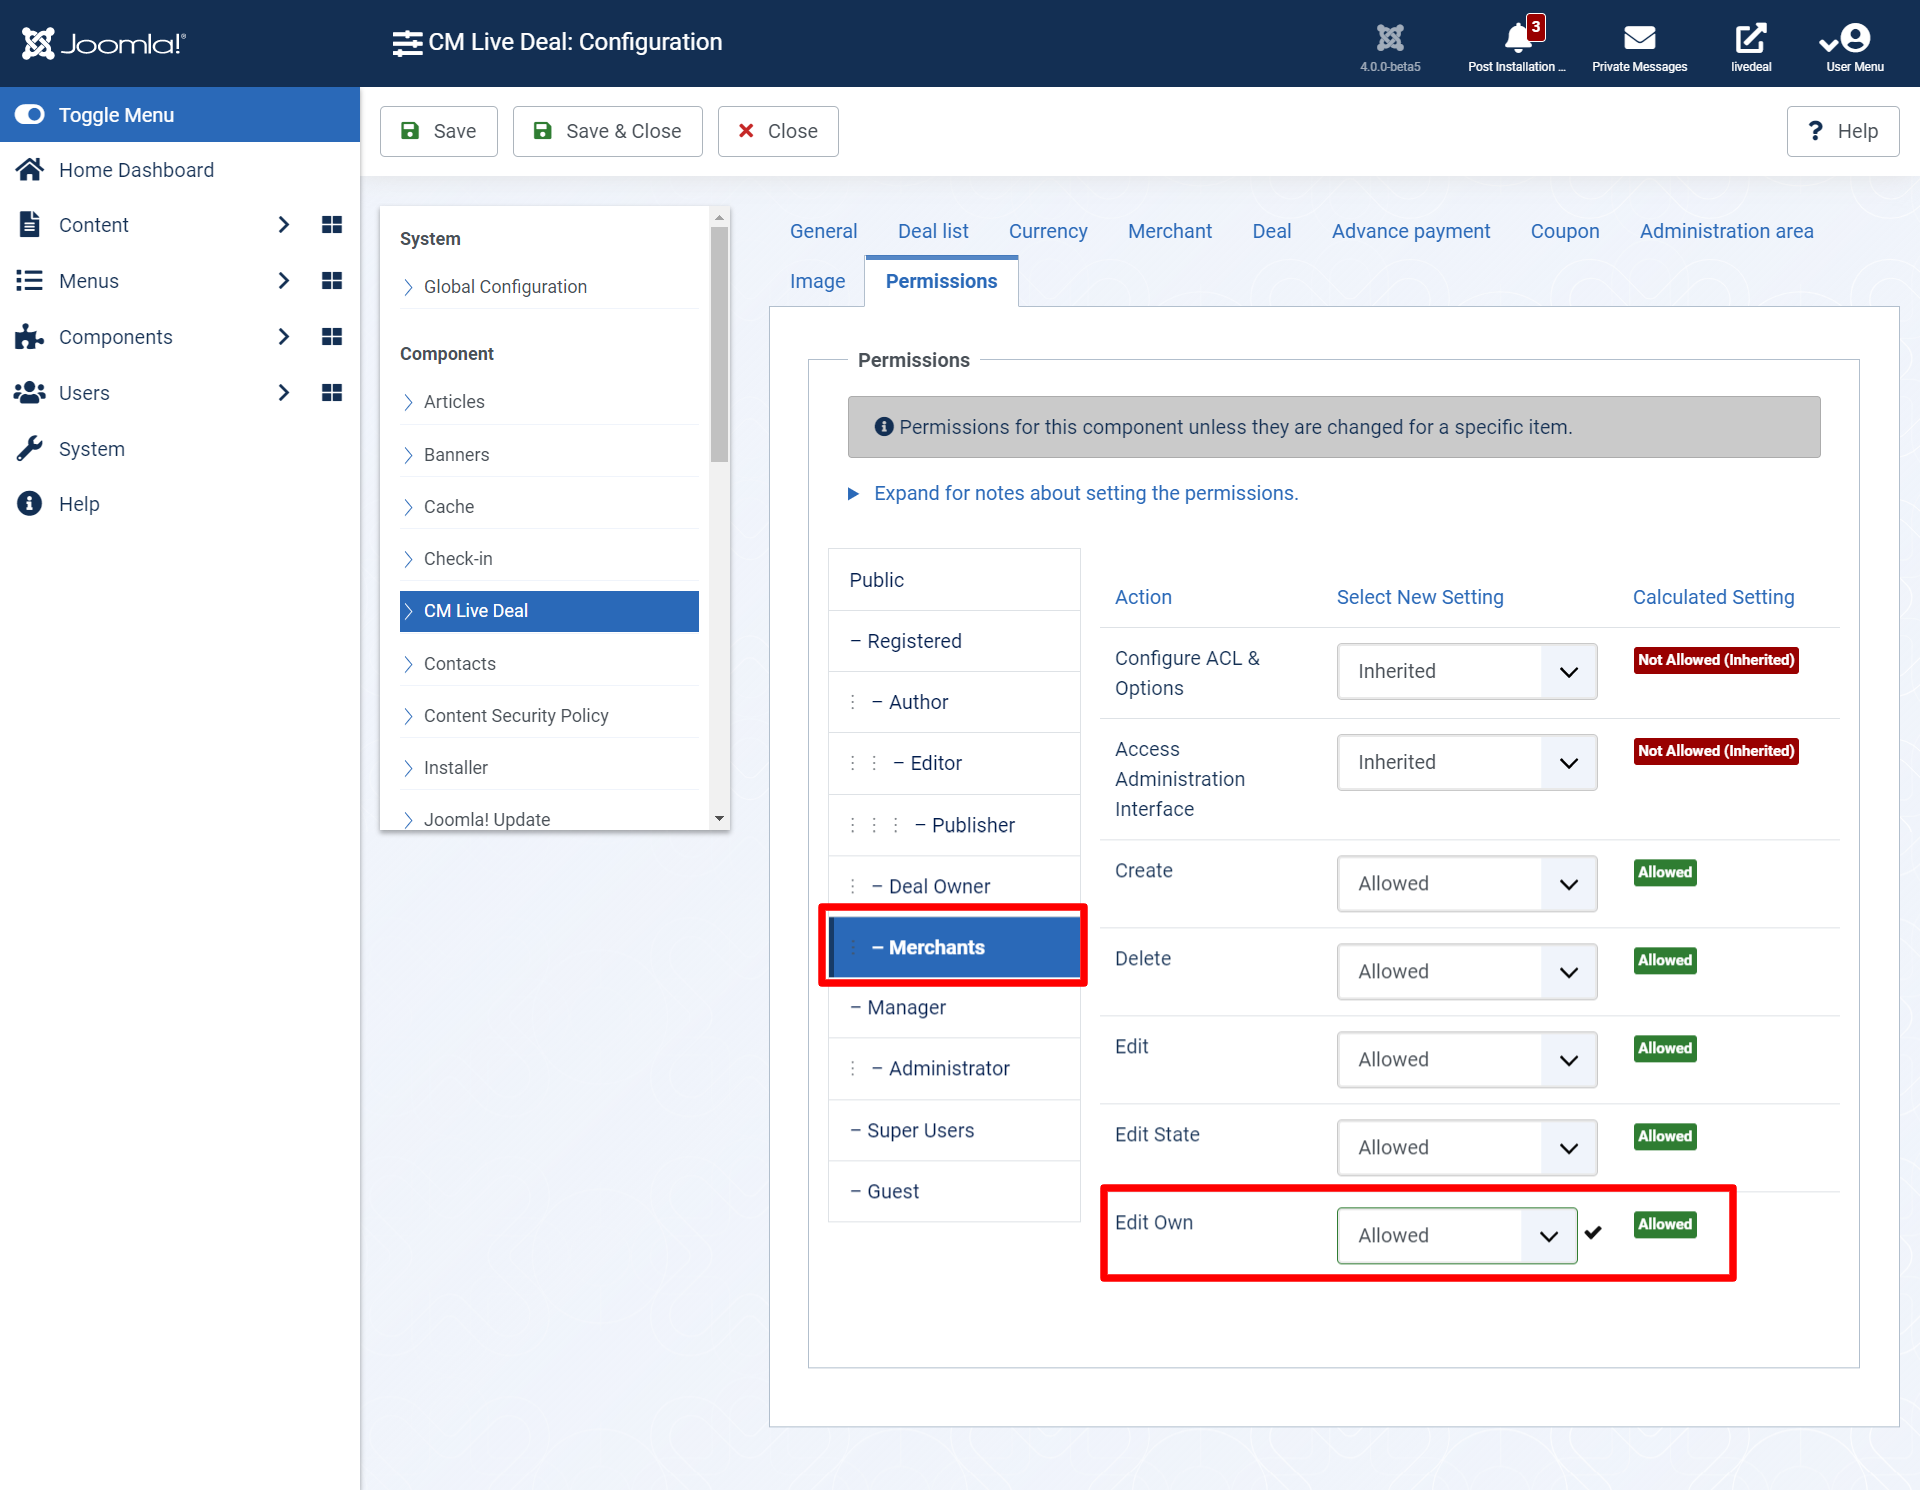 Joomla!®
CM Live Deal: Configuration
4.0.0-beta5
3
Post Installation ...
Private Messages
livedeal
User Menu
Toggle Menu
Home Dashboard
Content
Menus
Components
Users
System
Help
Save
Save & Close
Close
Help
System
Global Configuration
Component
Articles
Banners
Cache
Check-in
CM Live Deal
Contacts
Content Security Policy
Installer
Joomla! Update
General
Deal list
Currency
Merchant
Deal
Advance payment
Coupon
Administration area
Image
Permissions
Permissions
Permissions for this component unless they are changed for a specific item.
Expand for notes about setting the permissions.
Public
– Registered
– Author
– Editor
– Publisher
– Deal Owner
– Merchants
– Manager
– Administrator
– Super Users
– Guest
Action
Select New Setting
Calculated Setting
Configure ACL &
Options
Inherited
Not Allowed (Inherited)
Access
Administration
Interface
Inherited
Not Allowed (Inherited)
Create
Allowed
Allowed
Delete
Allowed
Allowed
Edit
Allowed
Allowed
Edit State
Allowed
Allowed
Edit Own
Allowed
Allowed